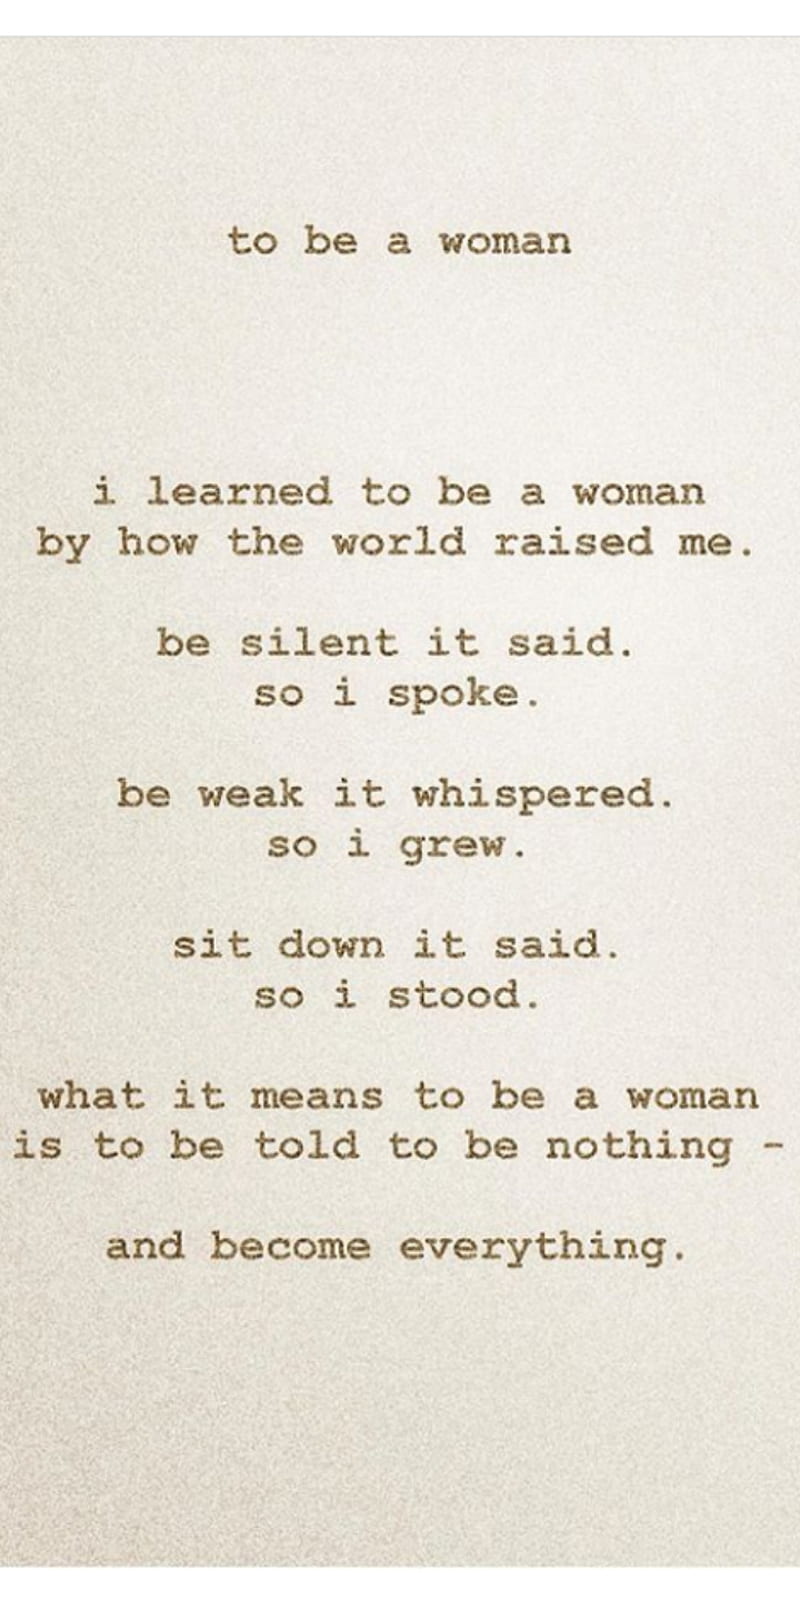 to be a woman
i learned to be a woman
by how the world raised me.
be silent it said.
so i spoke.
be weak it whispered.
so i grew.
sit down it said.
so i stood.
what it means to be a woman
is to be told to be nothing -
and become everything.